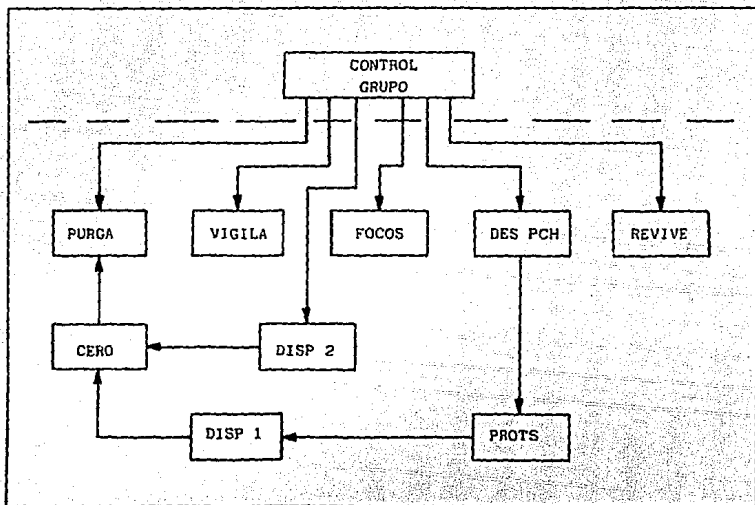 CONTROL
GRUPO
PURGA
VIGILA
FOCOS
DES PCH
REVIVE
CERO
DISP 2
DISP 1
PROTS